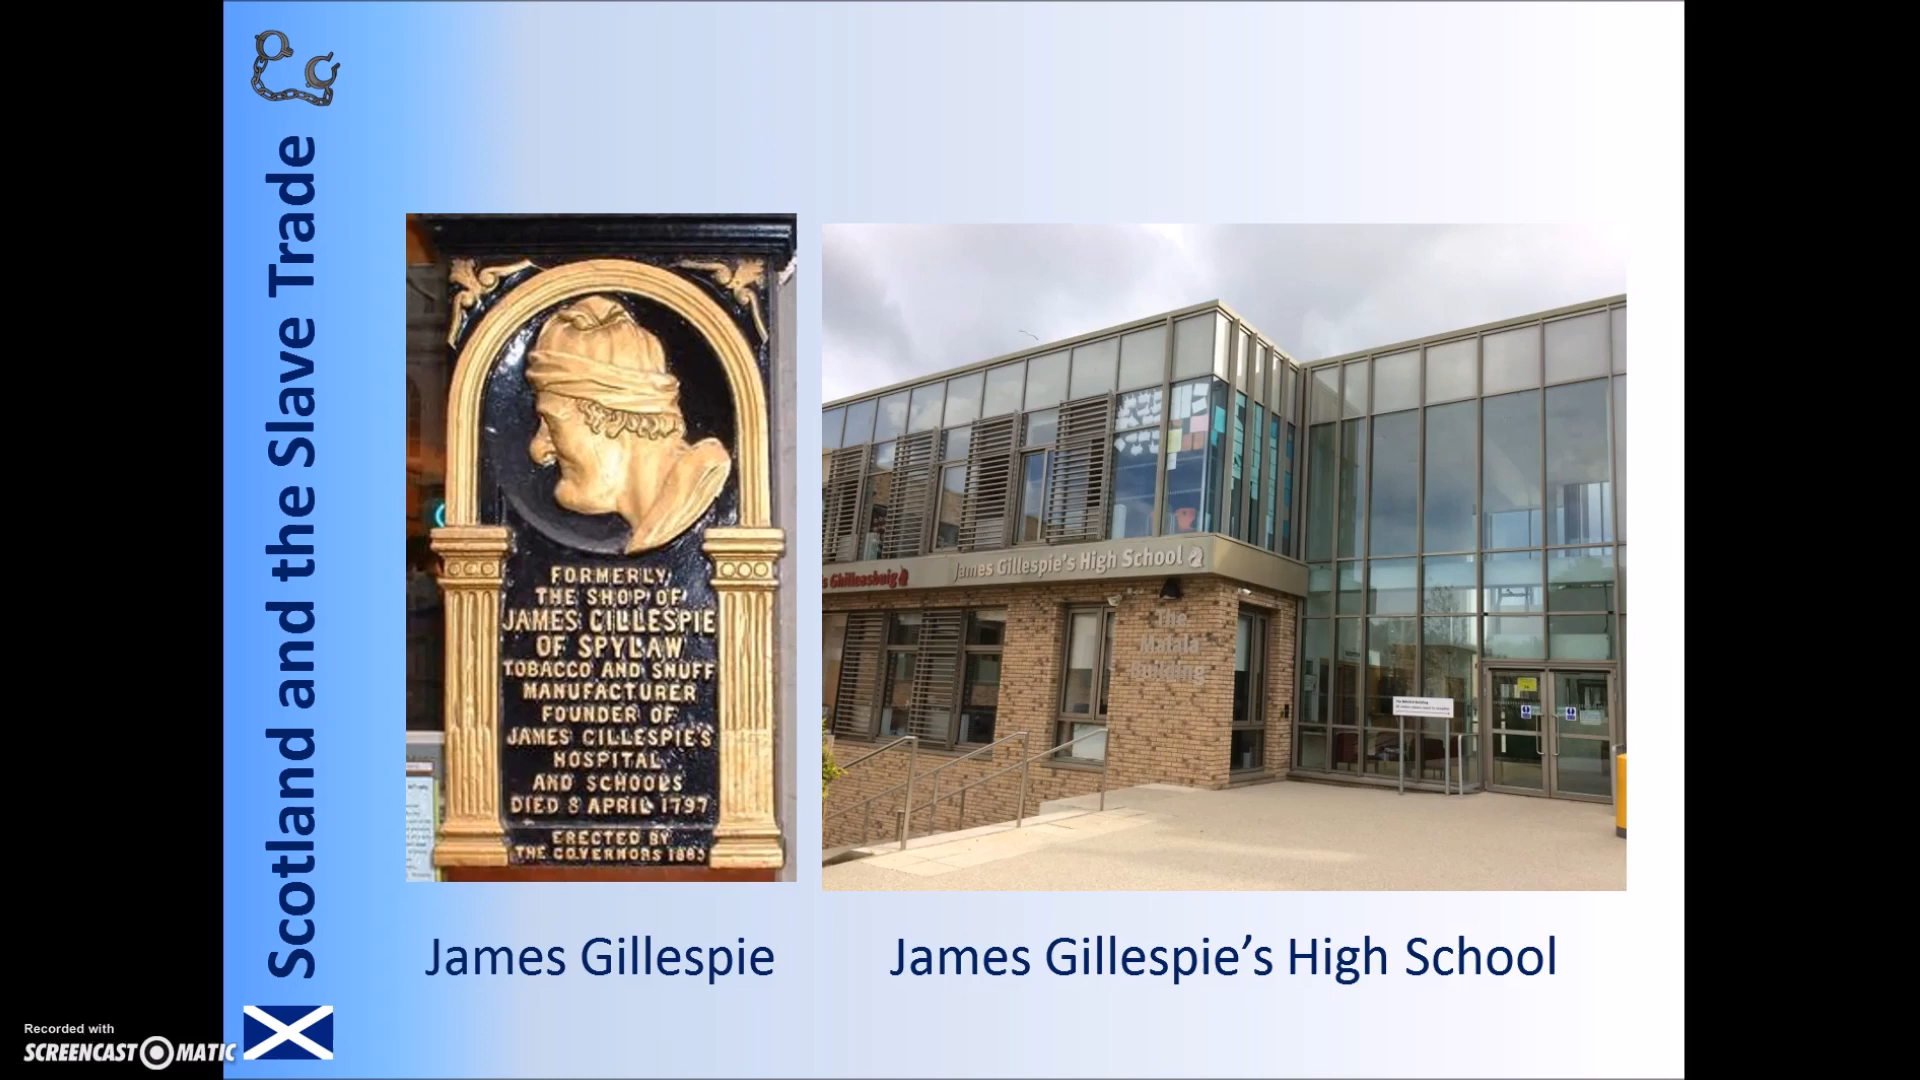 Scotland and the Slave Trade
FORMERLY
THE SHOP OF
JAMES GILLESPIE
OF SPYLAW
TOBACCO AND SNUFF
MANUFACTURER
FOUNDER OF
JAMES GILLESPIE'S
HOSPITAL
AND SCHOOLS
DIED 8 APRIL 1797
ERECTED BY
THE GOVERNORS
James Gillespie's High School
The
Matala
Building
James Gillespie
James Gillespie's High School
Recorded with
SCREENCAST MATIC